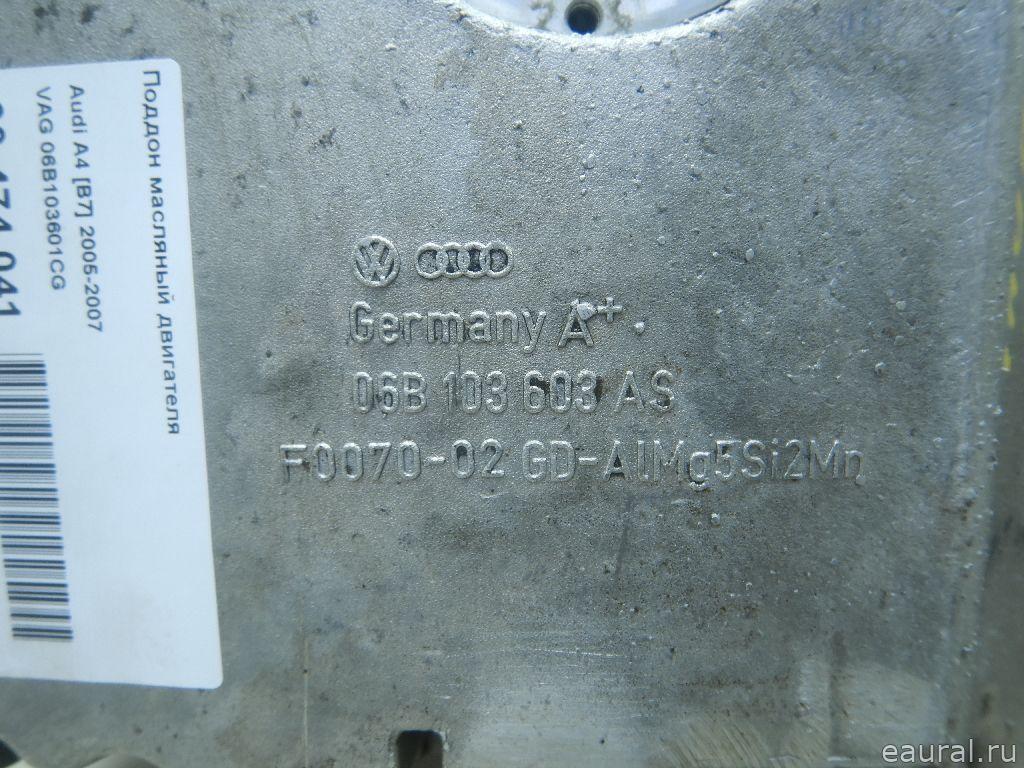 Поддон масляный двигателя
Audi A4 [B7] 2005-2007
VAG 06B103601CG
Germany A+
06B 103 603 AS
F0070-02 GD-AlMg5Si2Mn
eaural.ru